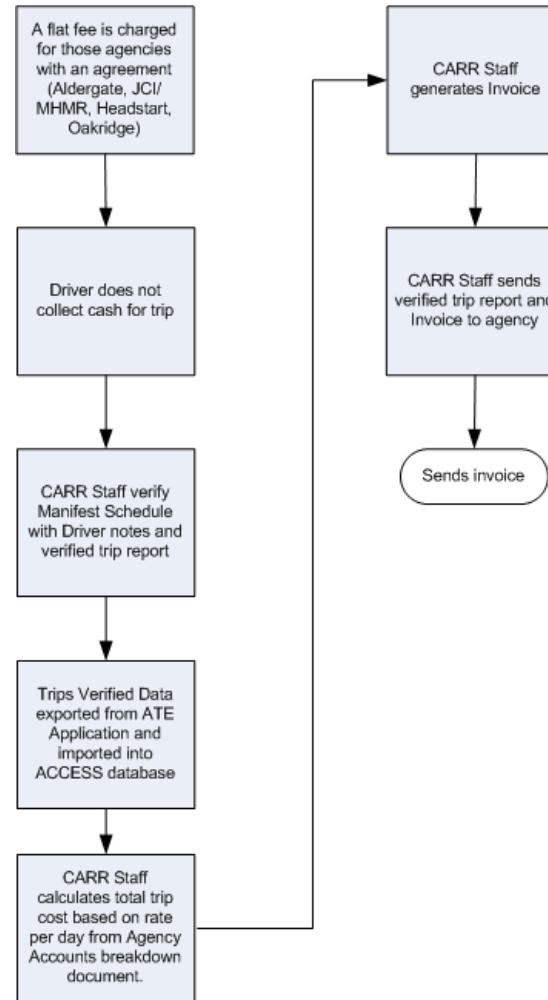 A flat fee is charged
for those agencies
with an agreement
(Aldergate, JCI/
MHMR, Headstart,
Oakridge)
Driver does not
collect cash for trip
CARR Staff verify
Manifest Schedule
with Driver notes and
verified trip report
Trips Verified Data
exported from ATE
Application and
imported into
ACCESS database
CARR Staff
calculates total trip
cost based on rate
per day from Agency
Accounts breakdown
document.
CARR Staff
generates Invoice
CARR Staff sends
verified trip report and
Invoice to agency
Sends invoice